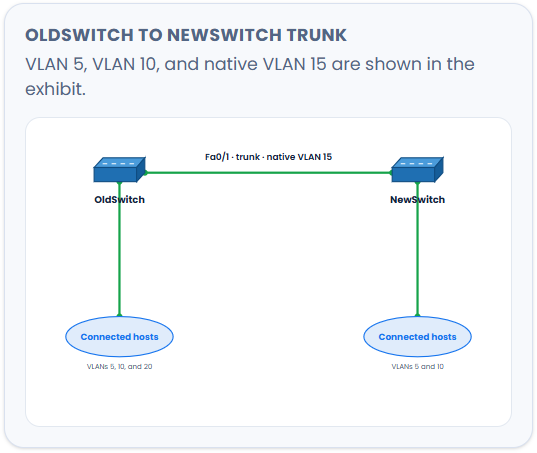 OLDSWITCH TO NEWSWITCH TRUNK
VLAN 5, VLAN 10, and native VLAN 15 are shown in the
exhibit.
Fa0/1 · trunk · native VLAN 15
OldSwitch
NewSwitch
Connected hosts
Connected hosts
VLANs 5, 10, and 20
VLANs 5 and 10